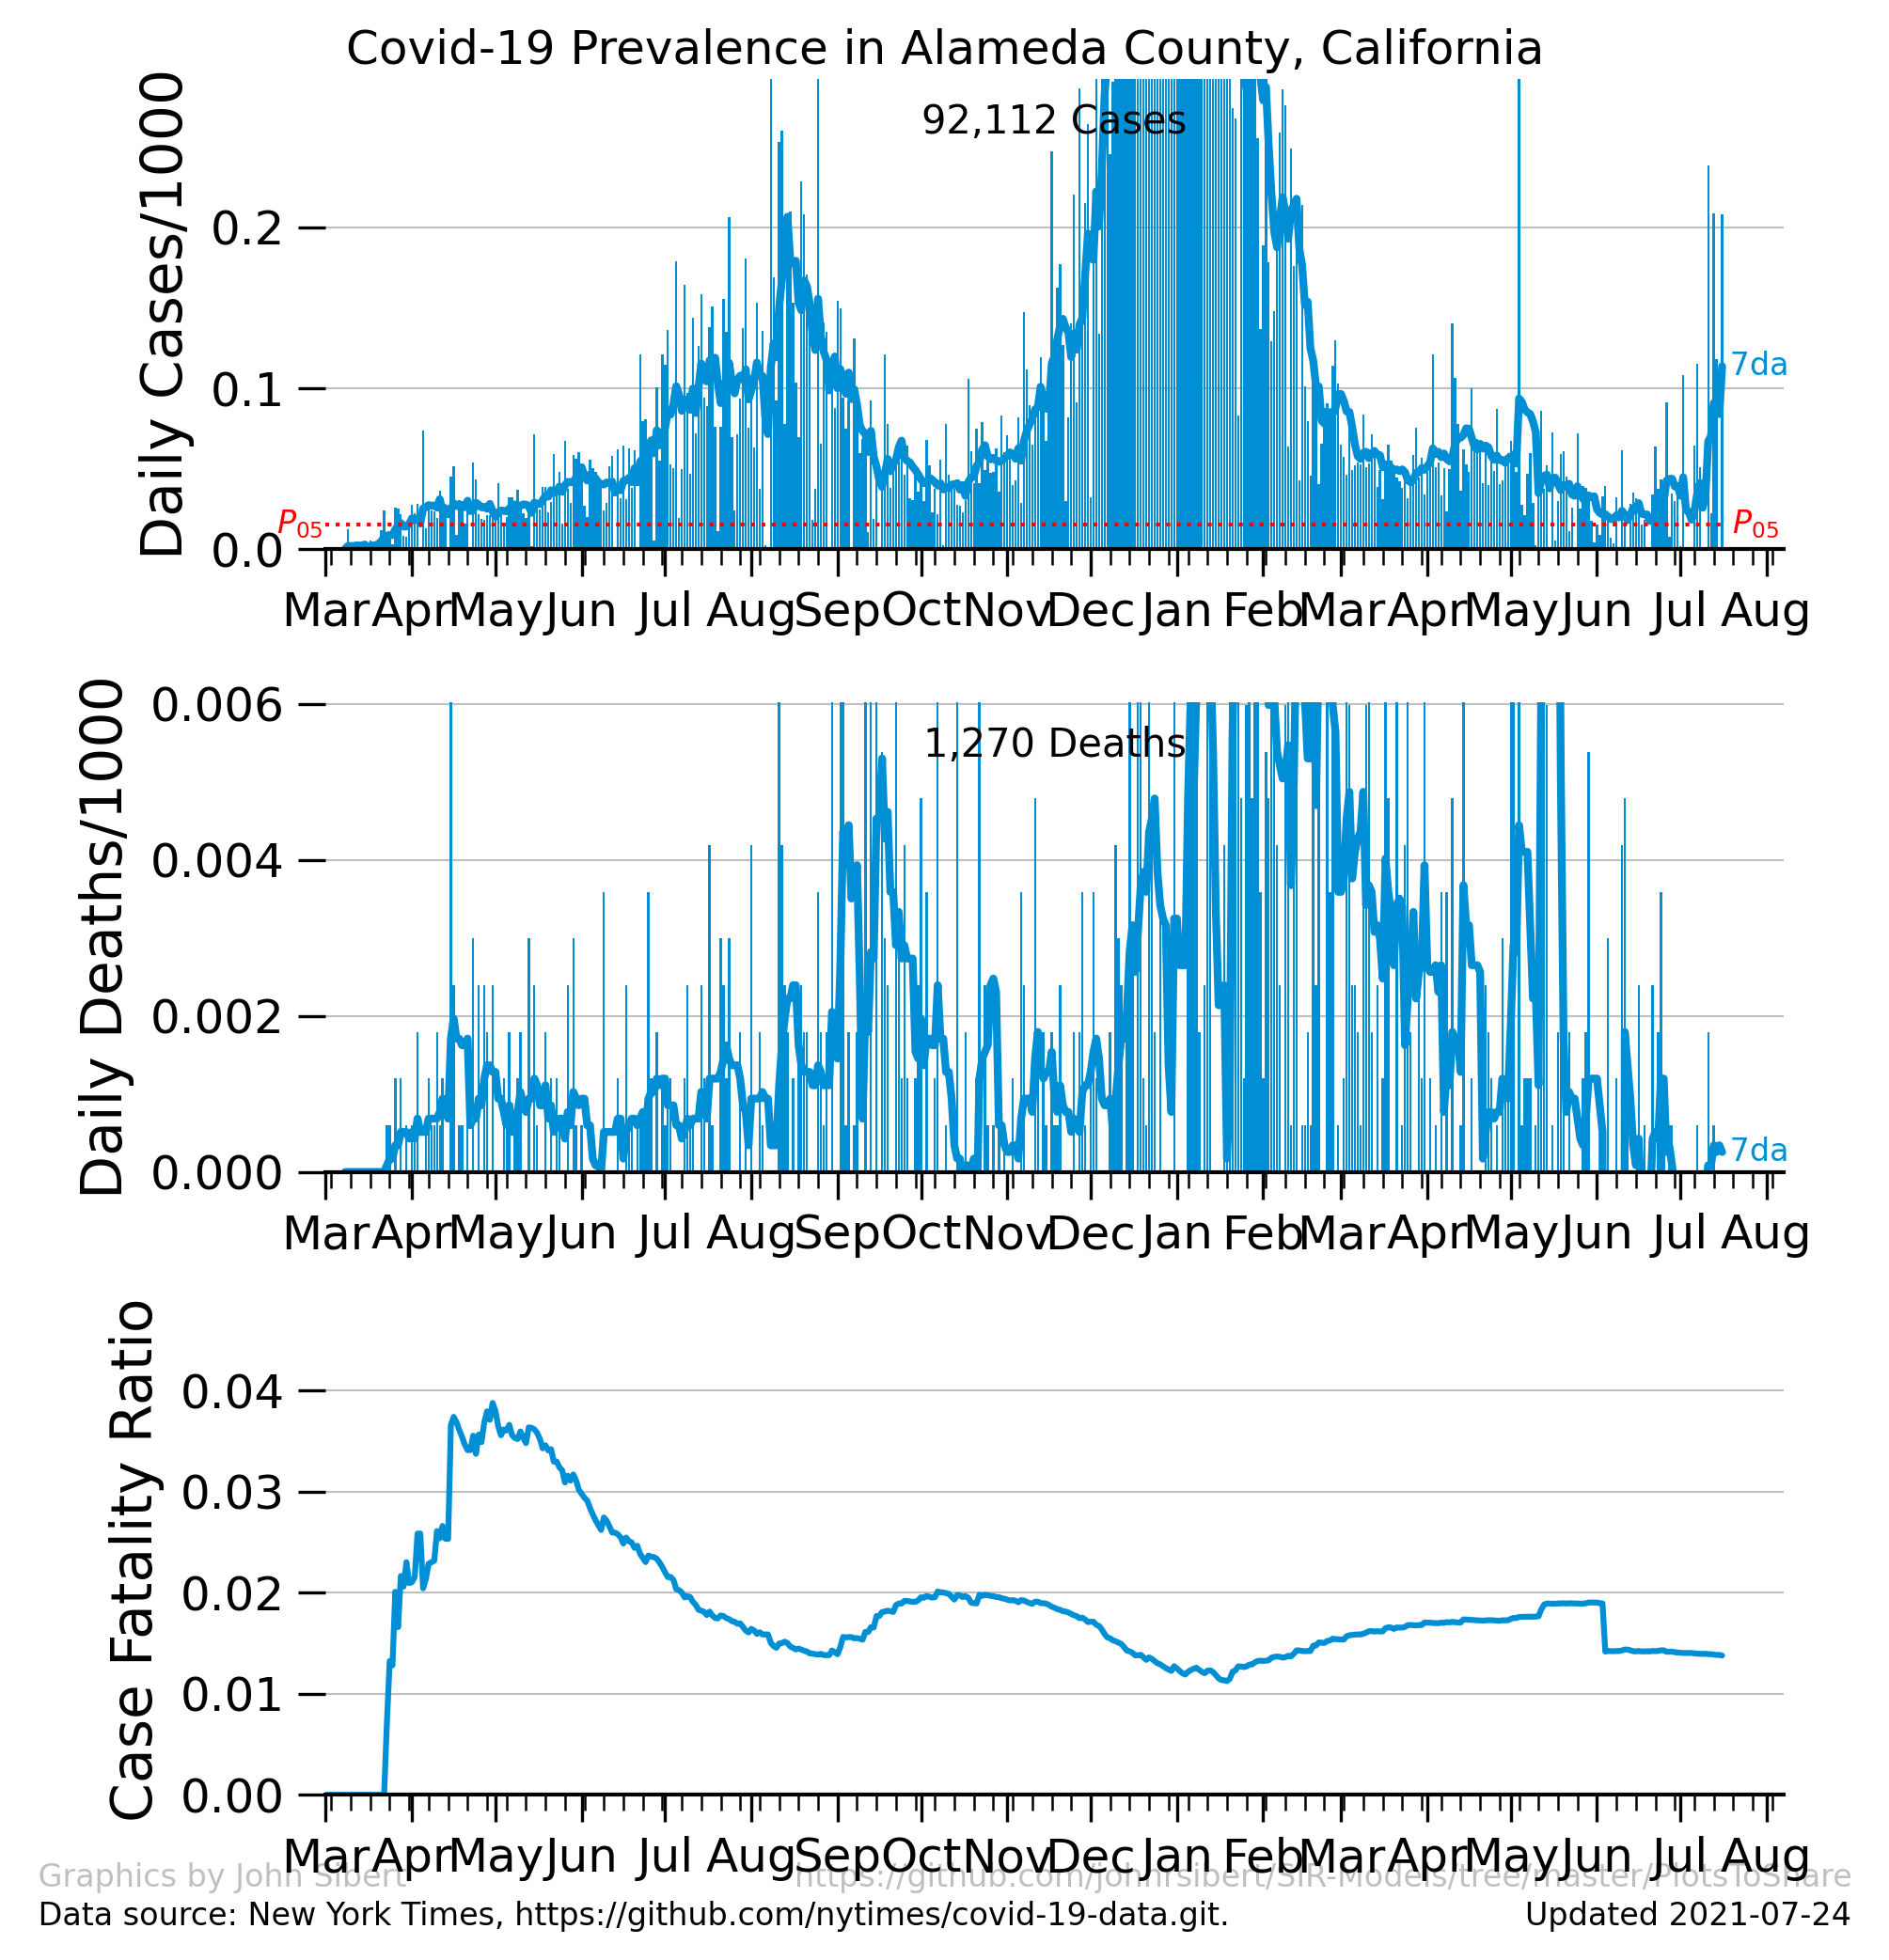 Covid-19 Prevalence in Alameda County, California
Daily Cases/1000
92,112 Cases
0.2
0.1
0.0
7da
P05
P05
Mar Apr May Jun Jul Aug Sep Oct Nov Dec Jan Feb Mar Apr May Jun Jul Aug
Daily Deaths/1000
0.006
1,270 Deaths
0.004
0.002
0.000
7da
Mar Apr May Jun Jul Aug Sep Oct Nov Dec Jan Feb Mar Apr May Jun Jul Aug
Case Fatality Ratio
0.04
0.03
0.02
0.01
0.00
Mar Apr May Jun Jul Aug Sep Oct Nov Dec Jan Feb Mar Apr May Jun Jul Aug
Graphics by John Sibert https://github.com/johnrsibert/SIR-Models/tree/master/PlotsToShare
Data source: New York Times, https://github.com/nytimes/covid-19-data.git. Updated 2021-07-24